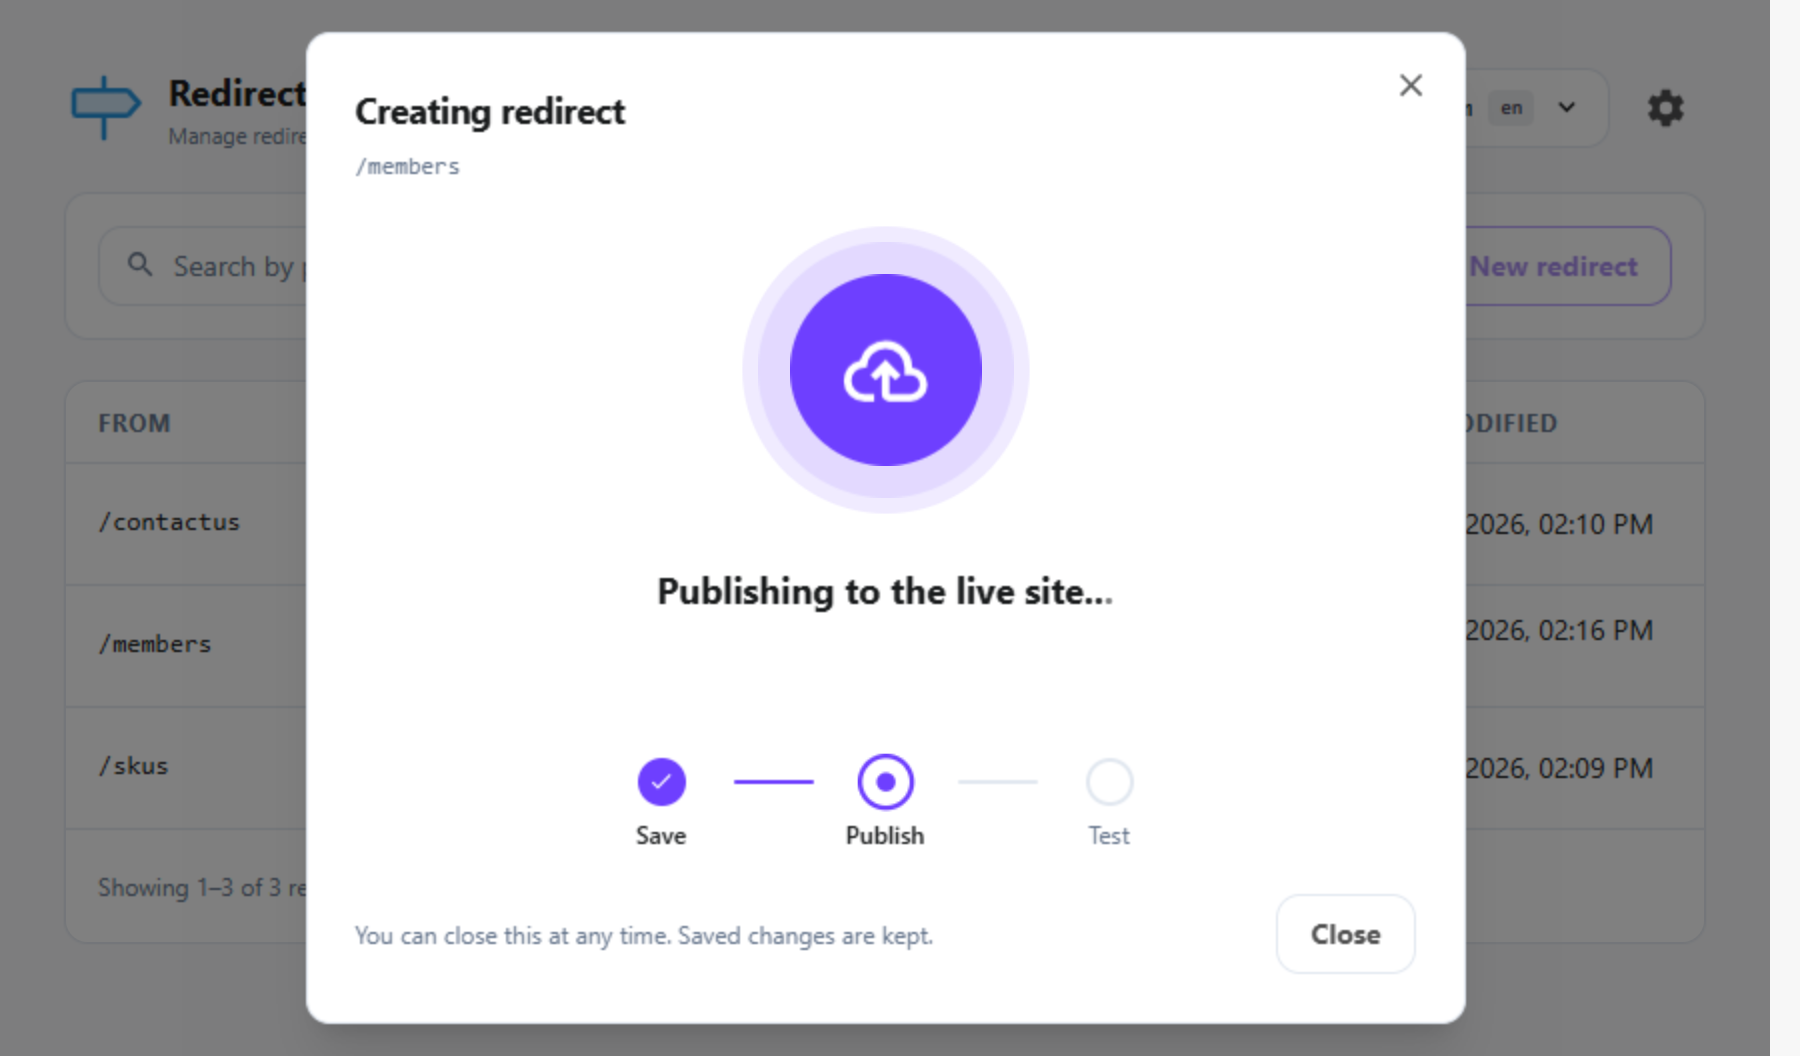 Redirect
Manage redire
en
Search by
New redirect
FROM
ODIFIED
/contactus
2026, 02:10 PM
/members
2026, 02:16 PM
/skus
2026, 02:09 PM
Showing 1–3 of 3 re
Creating redirect
/members
Publishing to the live site...
Save
Publish
Test
You can close this at any time. Saved changes are kept.
Close